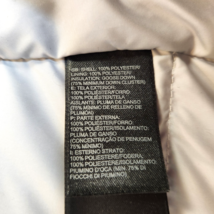 GB: SHELL: 100% POLYESTER/
LINING: 100% POLYESTER/
INSULATION: GOOSE DOWN
(75% MINIMUM DOWN CLUSTER)
E: TELA EXTERIOR:
100% POLIÉSTER/FORRO:
100% POLIÉSTER/TELA
AISLANTE: PLUMA DE GANSO
(75% MÍNIMO DE RELLENO DE
PLUMÓN)
P: PARTE EXTERNA:
100% POLIÉSTER/FORRO:
100% POLIÉSTER/ISOLAMENTO:
PLUMA DE GANSO
(CONCENTRAÇÃO DE PENUGEM
75% MÍNIMO)
I: ESTERNO STRATO:
100% POLIESTERE/FODERA:
100% POLIESTERE/ISOLAMENTO:
PIUMINO D'OCA (MIN. 75% DI
FIOCCHI DI PIUMINO)